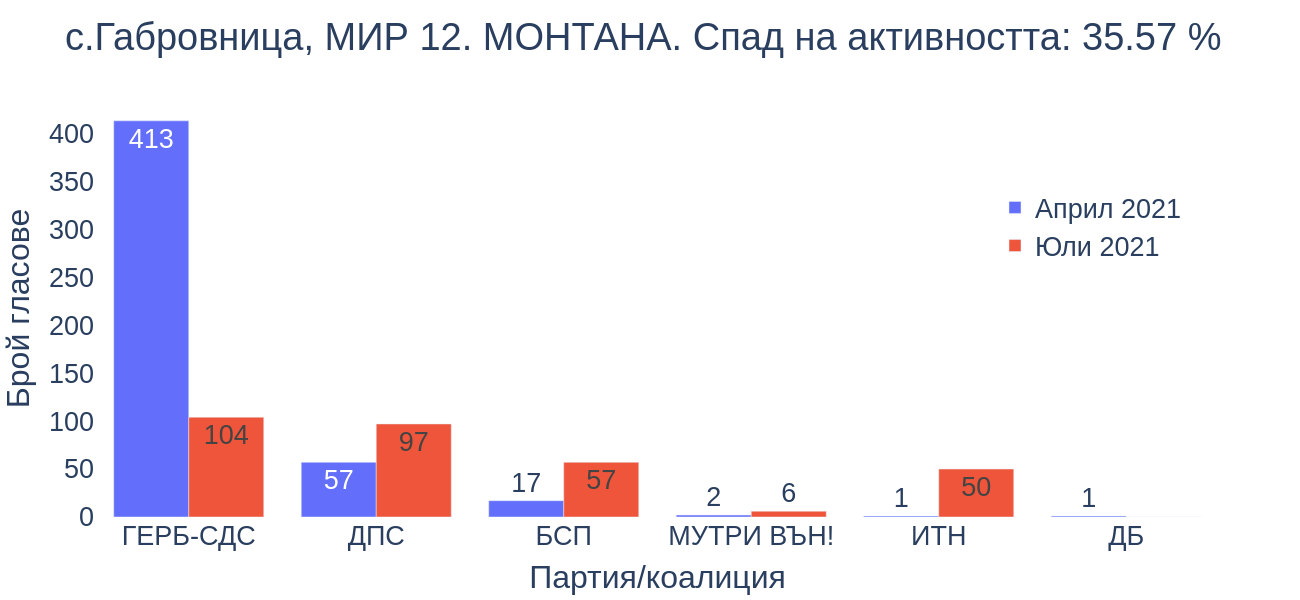 с.Габровница, МИР 12. МОНТАНА. Спад на активността: 35.57 %
Брой гласове
400
350
300
250
200
150
100
50
0
413
104
57
97
17
57
2
6
1
50
1
Април 2021
Юли 2021
ГЕРБ-СДС
ДПС
БСП
МУТРИ ВЪН!
ИТН
ДБ
Партия/коалиция